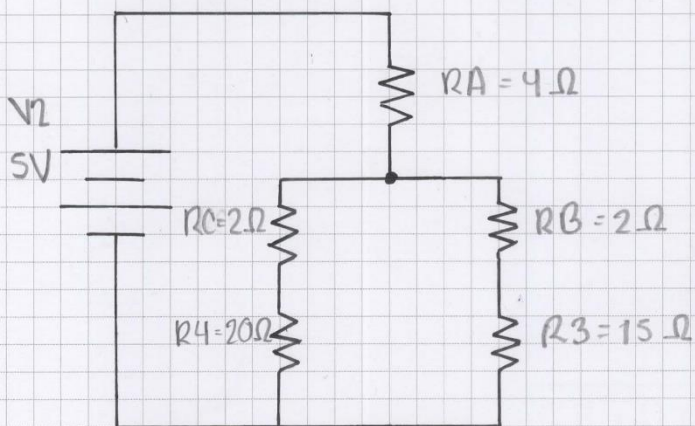 RA = 4 Ω
V2
5V
RC=2Ω
RB = 2 Ω
R4=20Ω
R3 = 15 Ω